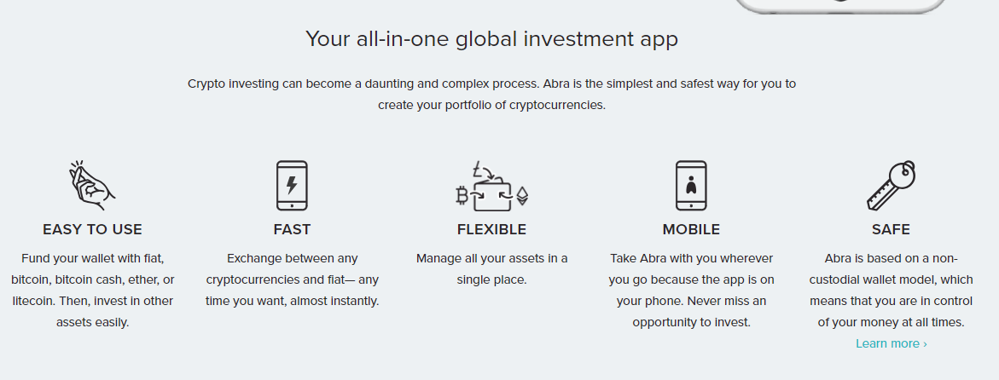 Your all-in-one global investment app
Crypto investing can become a daunting and complex process. Abra is the simplest and safest way for you to
create your portfolio of cryptocurrencies.
EASY TO USE
Fund your wallet with fiat,
bitcoin, bitcoin cash, ether, or
litecoin. Then, invest in other
assets easily.
FAST
Exchange between any
cryptocurrencies and fiat— any
time you want, almost instantly.
FLEXIBLE
Manage all your assets in a
single place.
MOBILE
Take Abra with you wherever
you go because the app is on
your phone. Never miss an
opportunity to invest.
SAFE
Abra is based on a non-
custodial wallet model, which
means that you are in control
of your money at all times.
Learn more ›